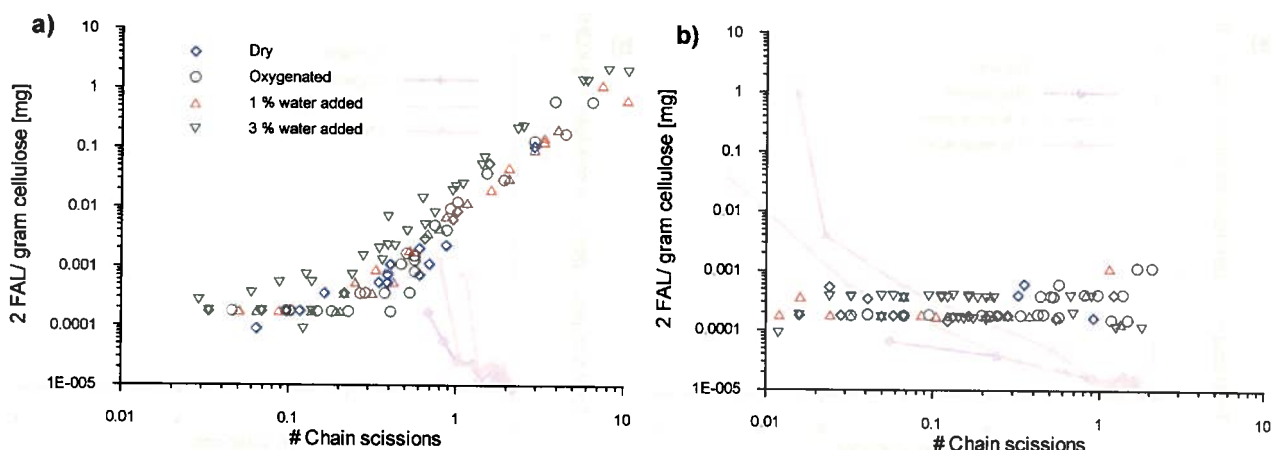 a)
10
1
0.1
0.01
0.001
0.0001
1E-005
2 FAL/ gram cellulose [mg]
Dry
Oxygenated
1 % water added
3 % water added
0.01 0.1 1 10
# Chain scissions
b)
10
1
0.1
0.01
0.001
0.0001
1E-005
2 FAL/ gram cellulose [mg]
0.01 0.1 1 10
# Chain scissions